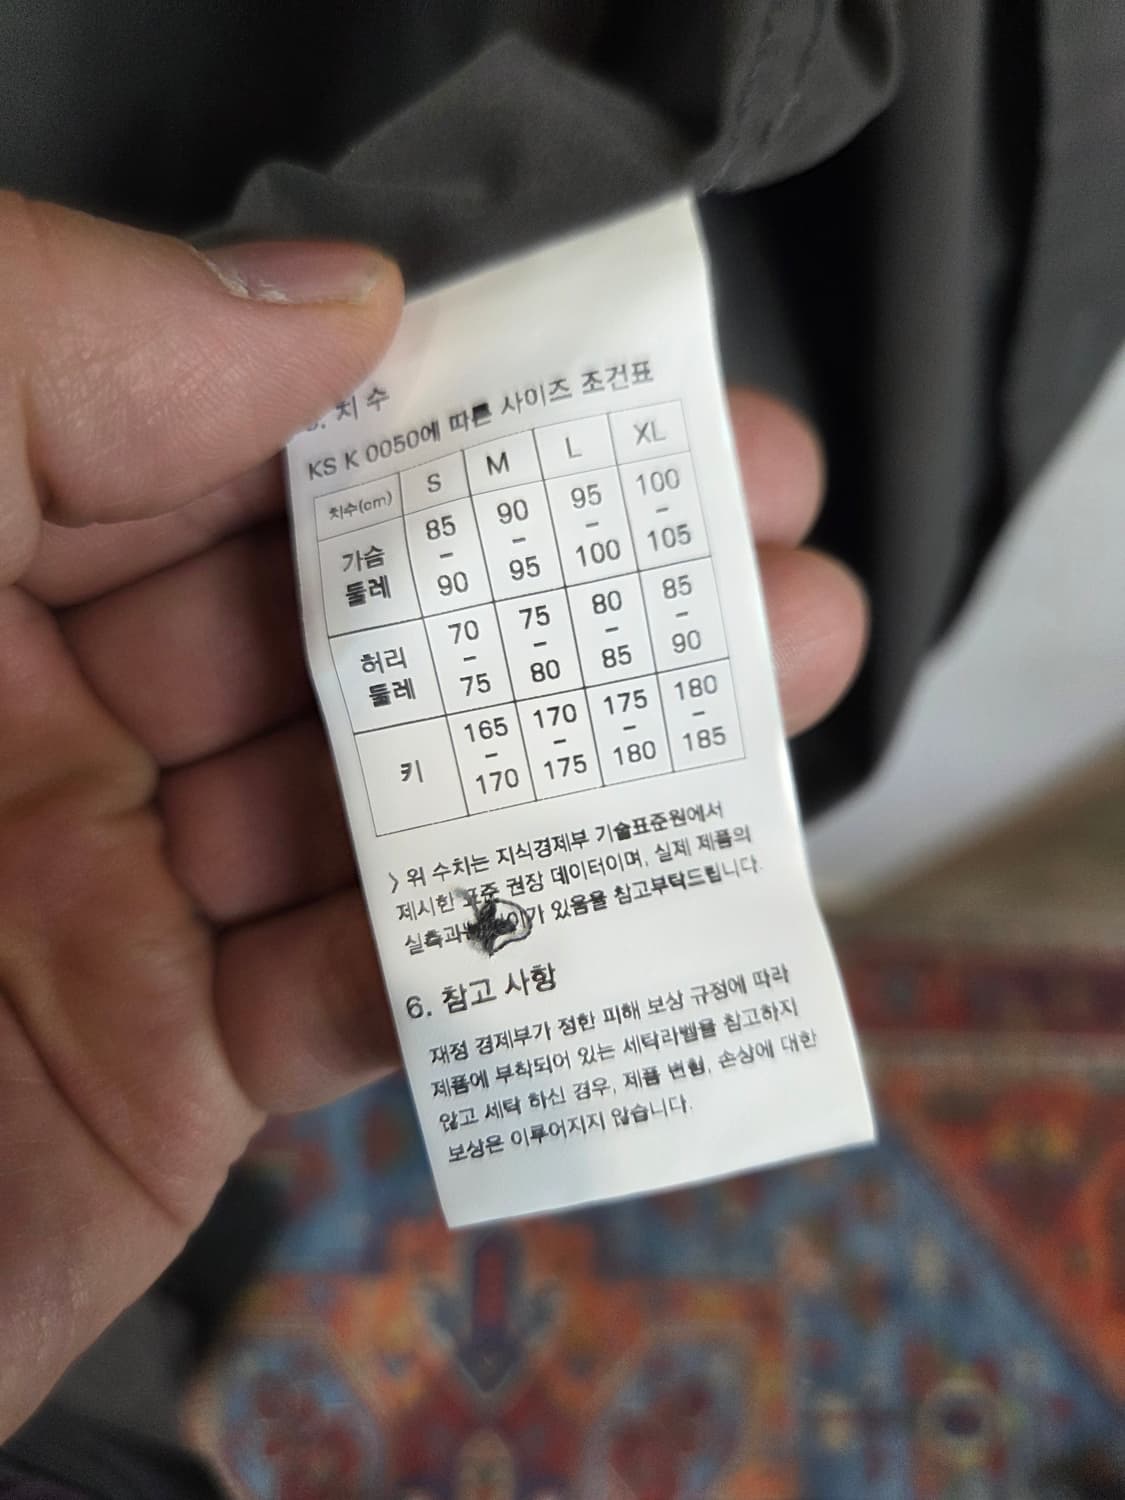 치 수
KS K 0050에 따른 사이즈 조건표
치수(cm) S M L XL
가슴 둘레 85 - 90 90 - 95 95 - 100 100 - 105
허리 둘레 70 - 75 75 - 80 80 - 85 85 - 90
키 165 - 170 170 - 175 175 - 180 180 - 185
> 위 수치는 지식경제부 기술표준원에서
제시한 표준 권장 데이터이며, 실제 제품의
실측과 있음을 참고부탁드립니다.
6. 참고 사항
재정 경제부가 정한 피해 보상 규정에 따라
제품에 부착되어 있는 세탁라벨을 참고하지
않고 세탁 하신 경우, 제품 변형, 손상에 대한
보상은 이루어지지 않습니다.